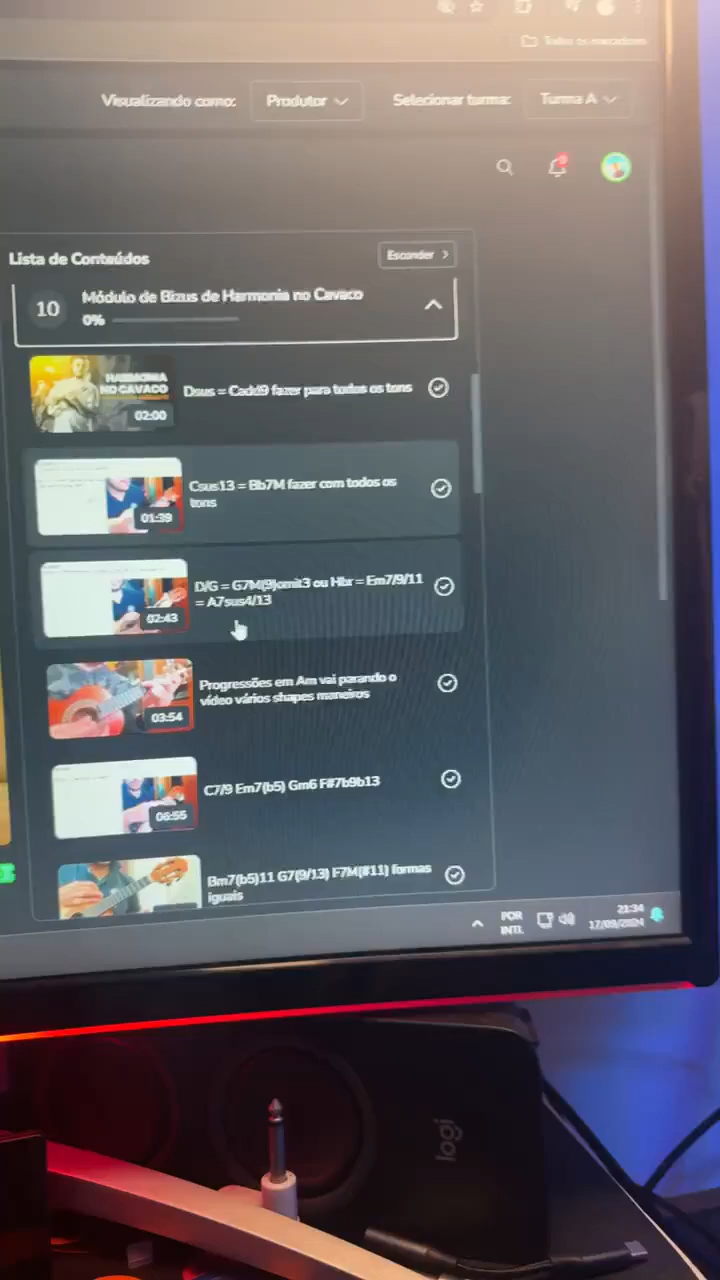 Todos os marcadores
Visualizando como:
Produtor
Selecionar turma:
Turma A
Lista de Conteúdos
Esconder
10
Módulo de Bizus de Harmonia no Cavaco
0%
HARMONIA
NO CAVACO
02:00
Dsus = Cadd9 fazer para todos os tons
01:39
Csus13 = Bb7M fazer com todos os
tons
02:43
D/G = G7M(9)omit3 ou Hbr = Em7/9/11
= A7sus4/13
03:54
Progressões em Am vai parando o
vídeo vários shapes maneiros
06:55
C7/9 Em7(b5) Gm6 F#7b9b13
Bm7(b5)11 G7(9/13) F7M(#11) formas
iguais
POR
INTL
21:34
17/09/2024
logi